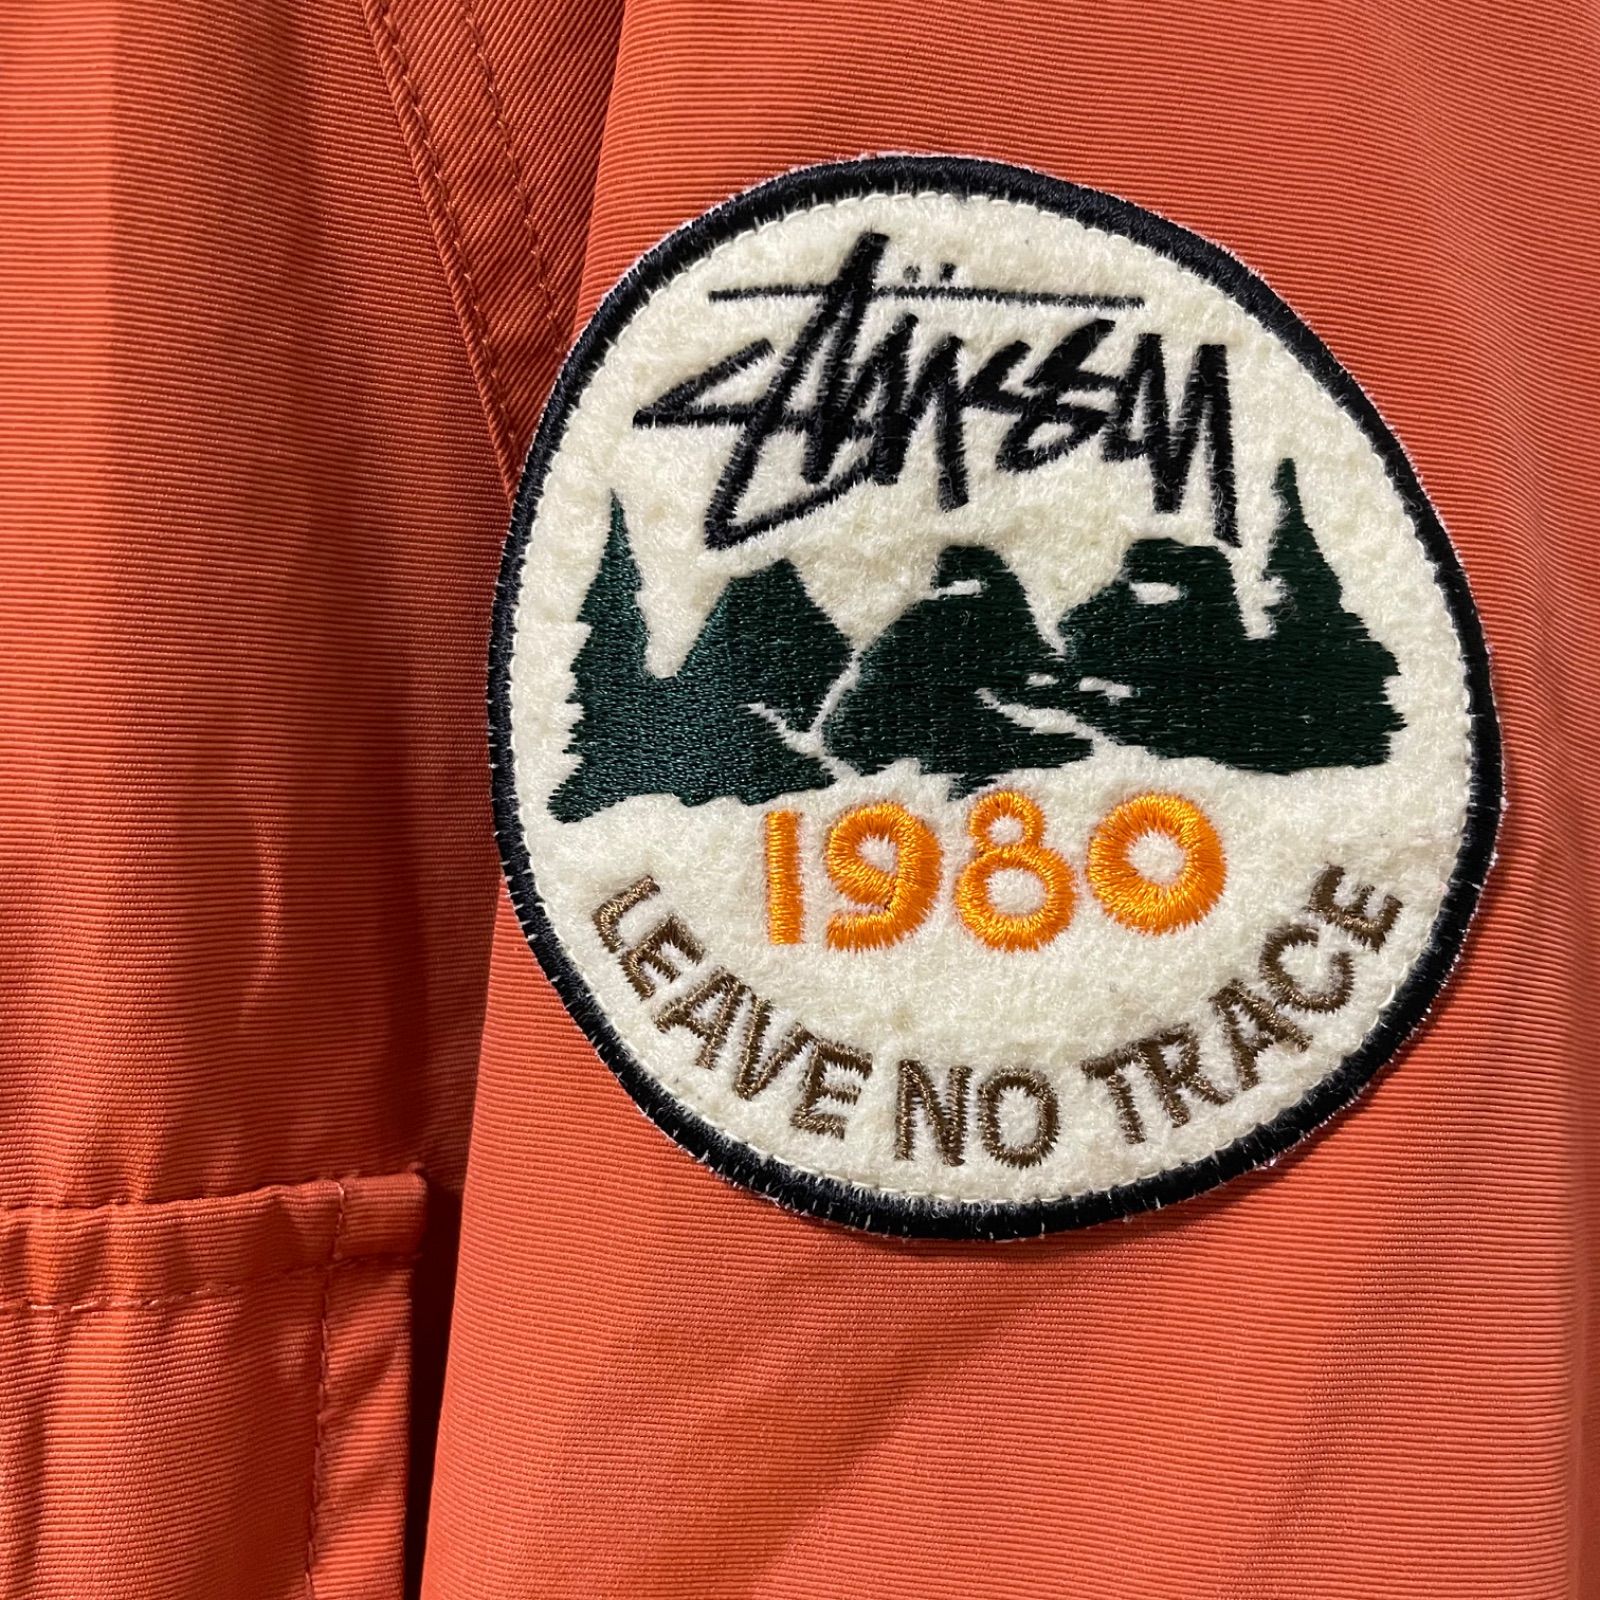 Stüssy
1980
LEAVE NO TRACE